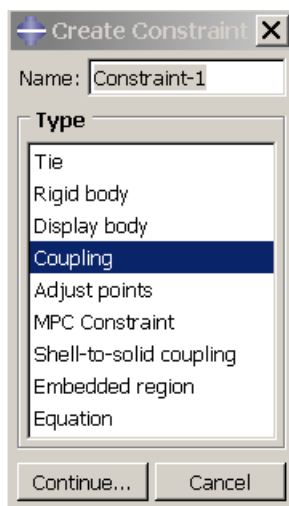 Create Constraint
Name: Constraint-1
Type
Tie
Rigid body
Display body
Coupling
Adjust points
MPC Constraint
Shell-to-solid coupling
Embedded region
Equation
Continue... Cancel